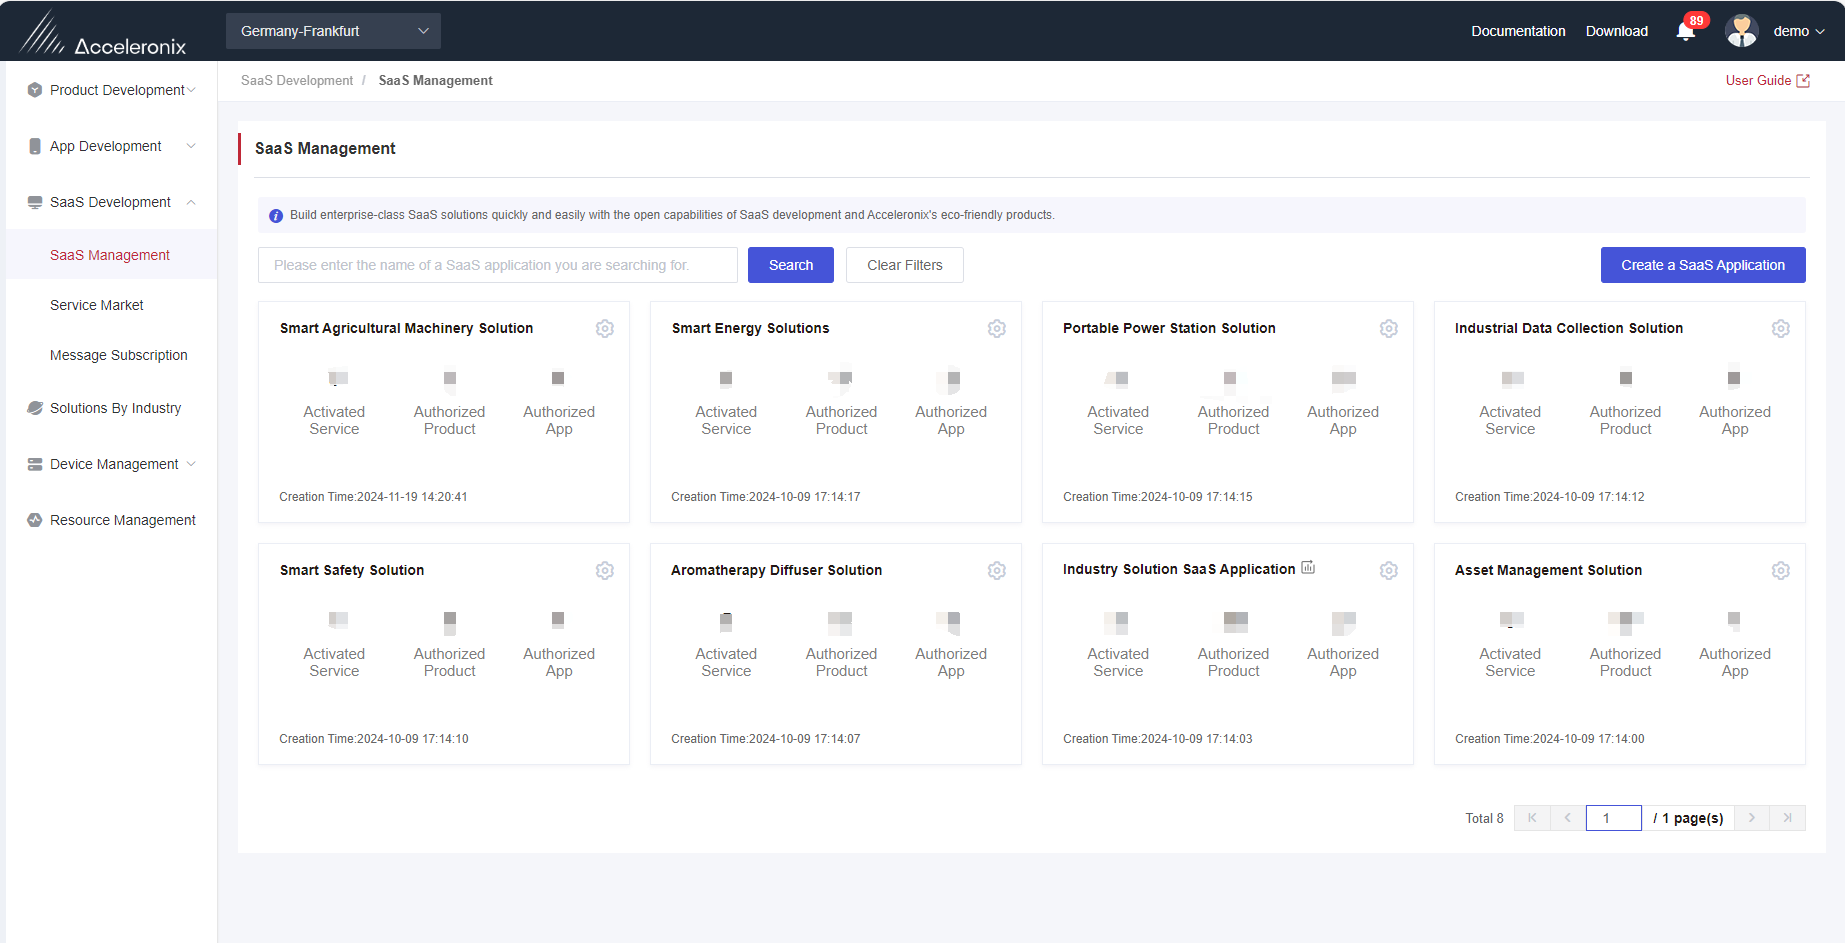 Acceleronix
Germany-Frankfurt
Documentation
Download
89
demo
Product Development
App Development
SaaS Development
SaaS Management
Service Market
Message Subscription
Solutions By Industry
Device Management
Resource Management
SaaS Development / SaaS Management
User Guide
SaaS Management
Build enterprise-class SaaS solutions quickly and easily with the open capabilities of SaaS development and Acceleronix's eco-friendly products.
Please enter the name of a SaaS application you are searching for.
Search
Clear Filters
Create a SaaS Application
Smart Agricultural Machinery Solution
Activated Service
Authorized Product
Authorized App
Creation Time:2024-11-19 14:20:41
Smart Energy Solutions
Activated Service
Authorized Product
Authorized App
Creation Time:2024-10-09 17:14:17
Portable Power Station Solution
Activated Service
Authorized Product
Authorized App
Creation Time:2024-10-09 17:14:15
Industrial Data Collection Solution
Activated Service
Authorized Product
Authorized App
Creation Time:2024-10-09 17:14:12
Smart Safety Solution
Activated Service
Authorized Product
Authorized App
Creation Time:2024-10-09 17:14:10
Aromatherapy Diffuser Solution
Activated Service
Authorized Product
Authorized App
Creation Time:2024-10-09 17:14:07
Industry Solution SaaS Application
Activated Service
Authorized Product
Authorized App
Creation Time:2024-10-09 17:14:03
Asset Management Solution
Activated Service
Authorized Product
Authorized App
Creation Time:2024-10-09 17:14:00
Total 8
1
/ 1 page(s)